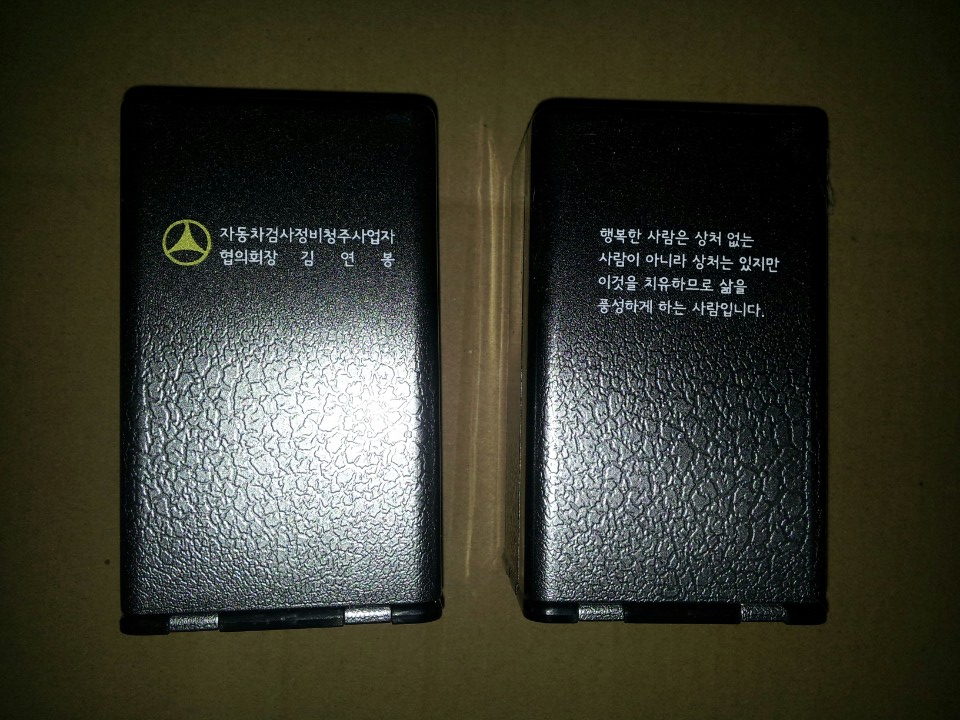 자동차검사정비청주사업자
협의회장 김 연 봉
행복한 사람은 상처 없는
사람이 아니라 상처는 있지만
이것을 치유하므로 삶을
풍성하게 하는 사람입니다.